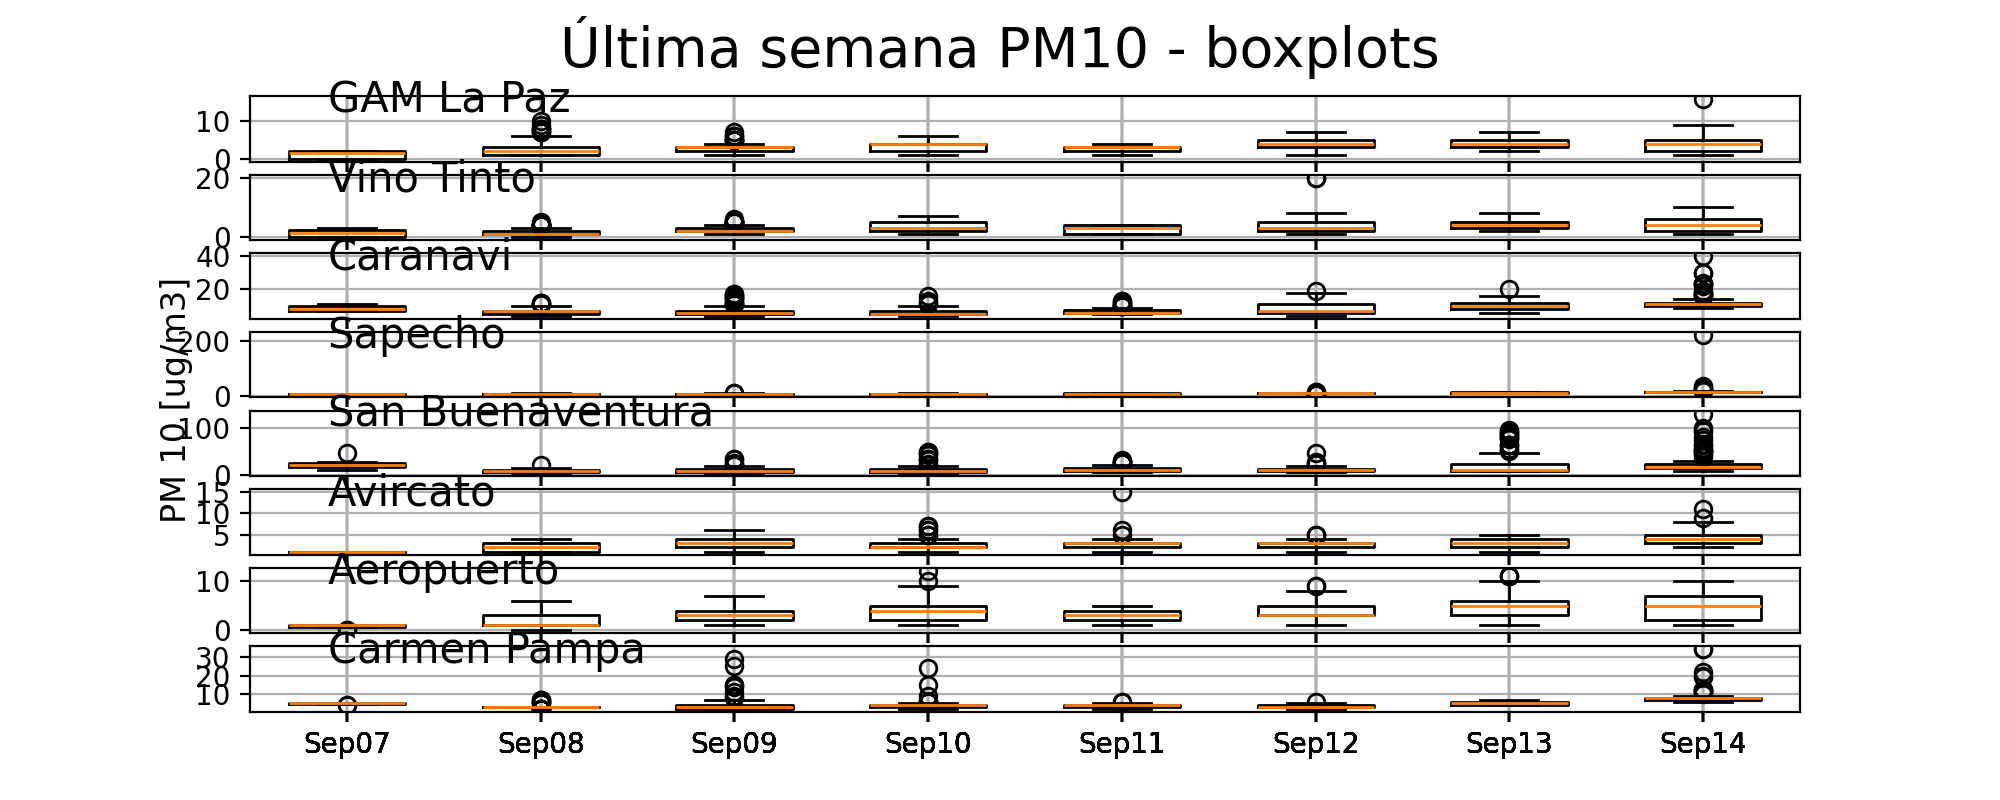 Última semana PM10 - boxplots
GAM La Paz
10
0
Vino Tinto
20
0
Caranavi
40
20
Sapecho
200
0
San Buenaventura
100
0
Avircato
15
10
5
Aeropuerto
10
0
Carmen Pampa
30
20
10
PM 10 [ug/m3]
Sep07 Sep08 Sep09 Sep10 Sep11 Sep12 Sep13 Sep14